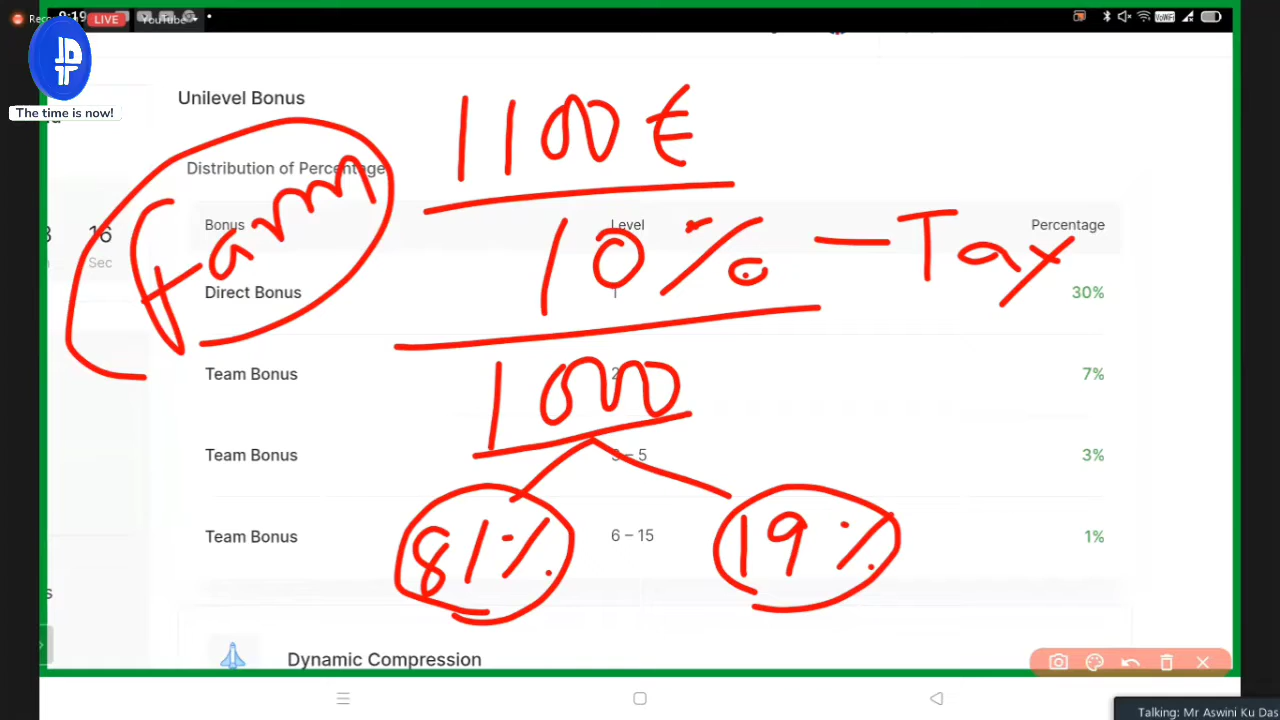 9:19 LIVE YouTube
The time is now!
Unilevel Bonus
1100 €
Distribution of Percentage
Farm
Bonus Level Percentage
16
Sec
10% — Tax
Direct Bonus 1 30%
Team Bonus 2 7%
1000
Team Bonus 3 – 5 3%
Team Bonus 6 – 15 1%
81% 19%
Dynamic Compression
Talking: Mr Aswini Ku Das